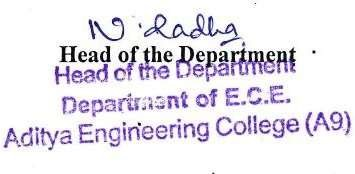 N. Radha
Head of the Department
Head of the Department
Department of E.C.E.
Aditya Engineering College (A9)